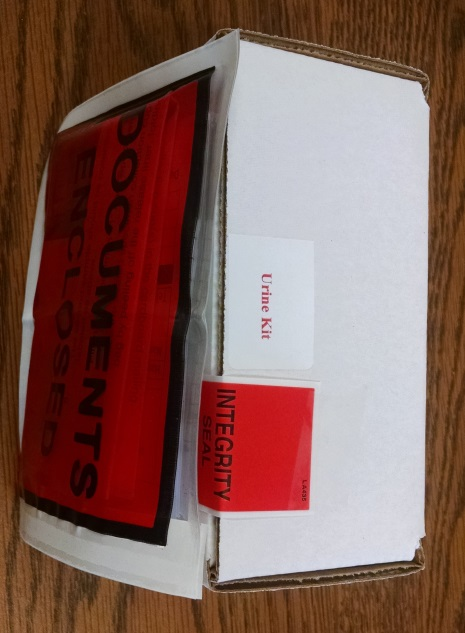 DOCUMENTS
ENCLOSED
Urine Kit
INTEGRITY
SEAL